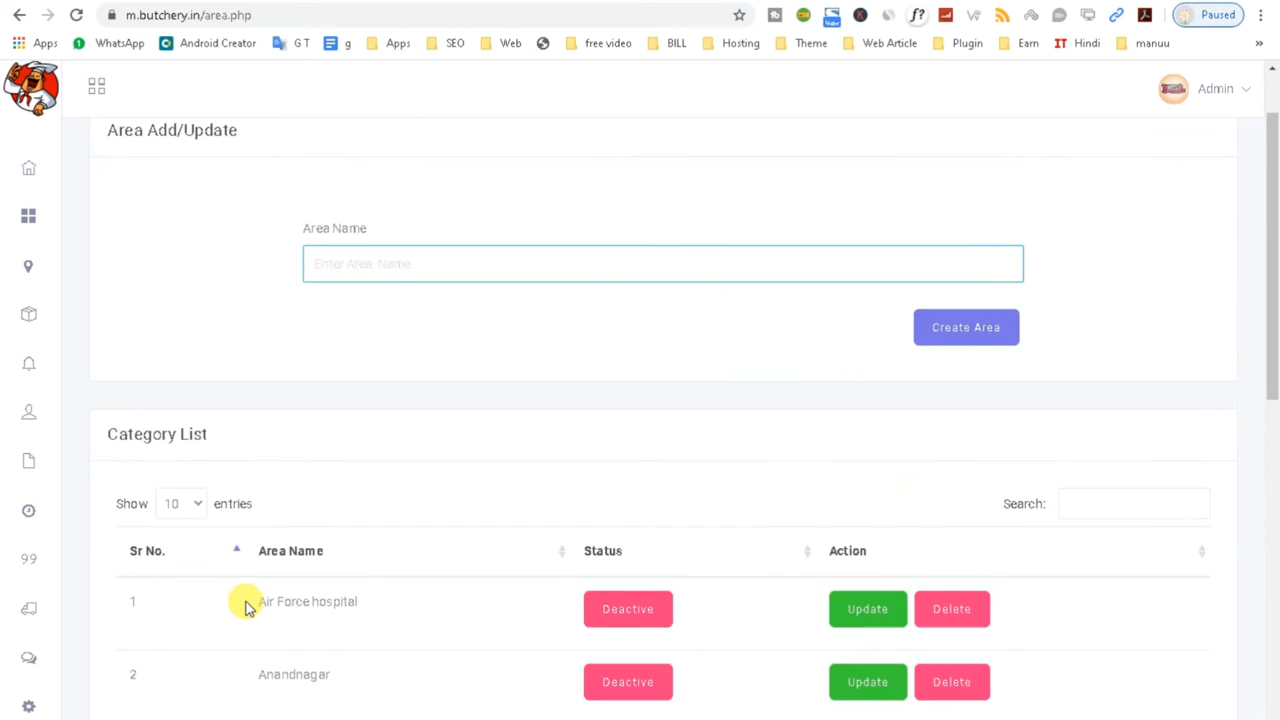 m.butchery.in/area.php
New
f?
Paused
Apps
WhatsApp
Android Creator
G T
g
Apps
SEO
Web
free video
BILL
Hosting
Theme
Web Article
Plugin
Earn
IT Hindi
manuu
»
Admin
Area Add/Update
Area Name
Enter Area Name
Create Area
Category List
Show 10 entries
Search:
Sr No. Area Name Status Action
1 Air Force hospital Deactive Update Delete
2 Anandnagar Deactive Update Delete
99